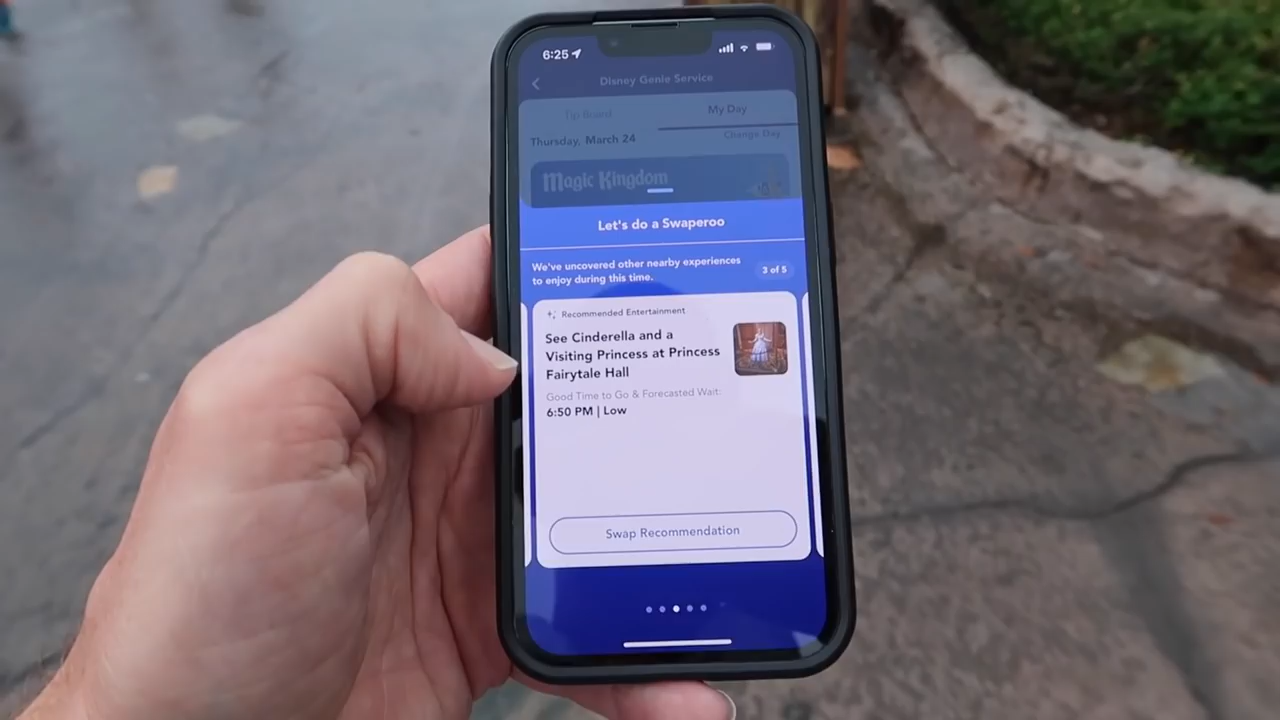 6:25
Disney Genie Service
Tip Board
My Day
Thursday, March 24
Change Day
Magic Kingdom
Let's do a Swaperoo
We've uncovered other nearby experiences
to enjoy during this time.
3 of 5
Recommended Entertainment
See Cinderella and a
Visiting Princess at Princess
Fairytale Hall
Good Time to Go & Forecasted Wait:
6:50 PM | Low
Swap Recommendation